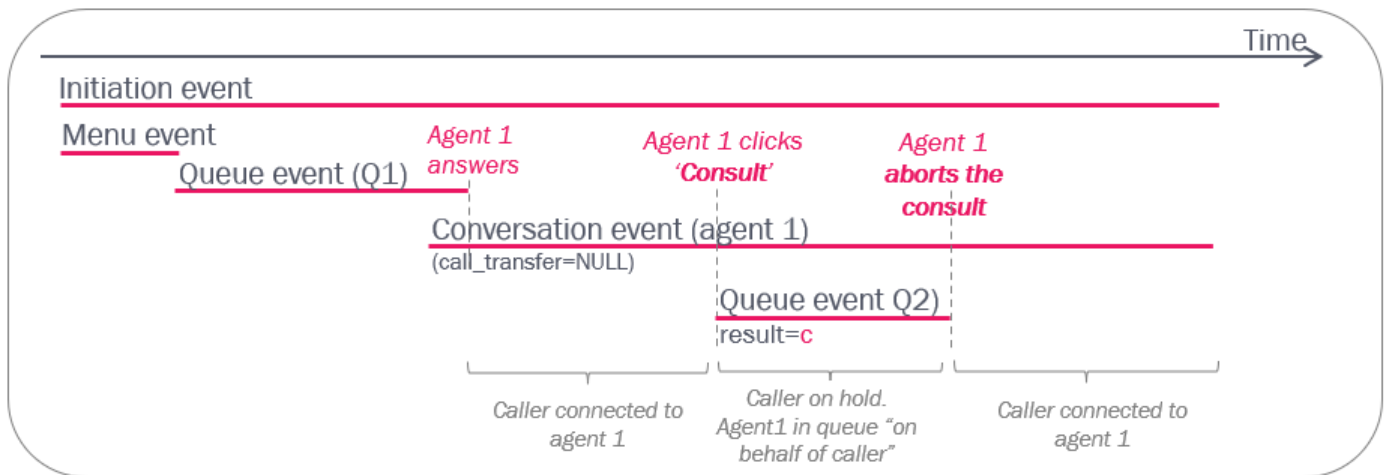 Time
Initiation event
Menu event
Agent 1
answers
Agent 1 clicks
‘Consult’
Agent 1
aborts the
consult
Queue event (Q1)
Conversation event (agent 1)
(call_transfer=NULL)
Queue event Q2)
result=c
Caller connected to
agent 1
Caller on hold.
Agent1 in queue “on
behalf of caller”
Caller connected to
agent 1